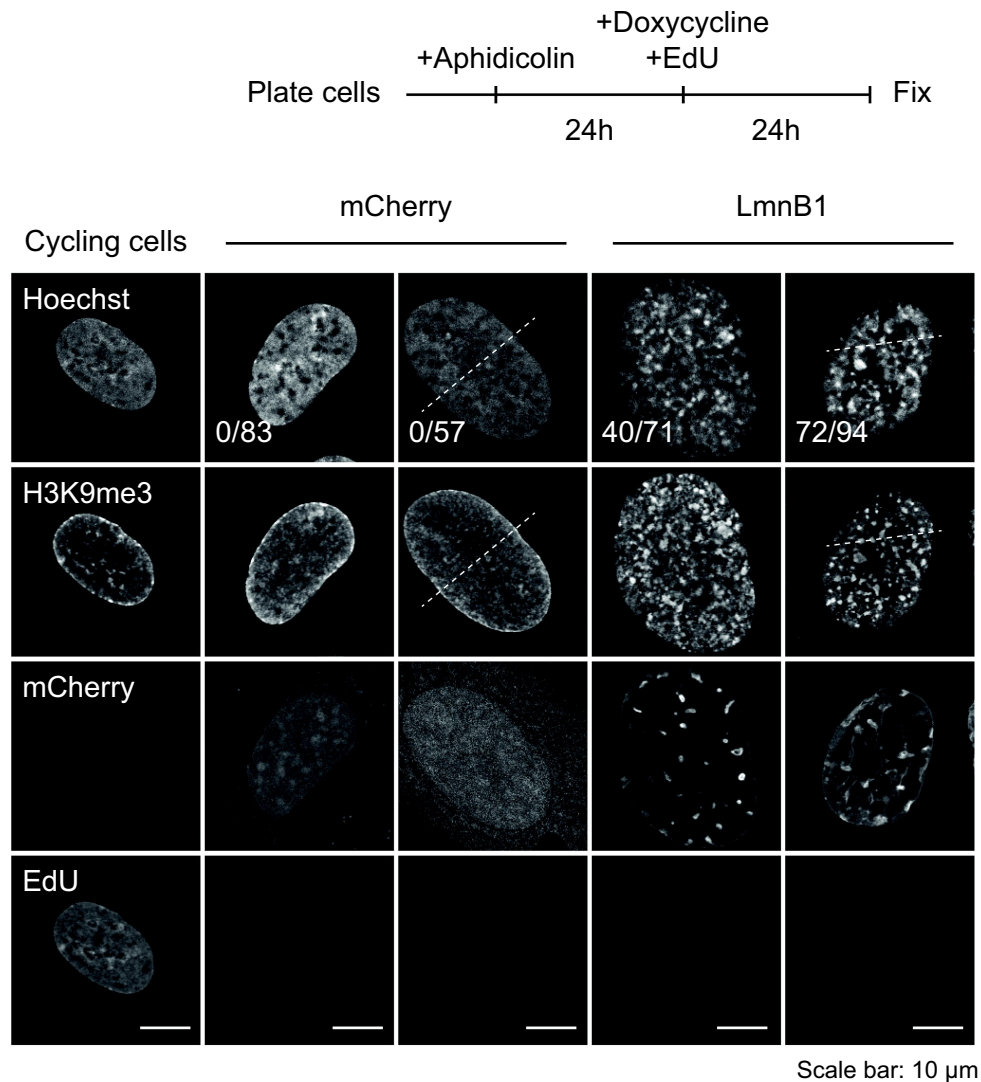 +Doxycycline
+Aphidicolin +EdU
Plate cells Fix
24h 24h
mCherry LmnB1
Cycling cells
Hoechst
0/83 0/57 40/71 72/94
H3K9me3
mCherry
EdU
Scale bar: 10 µm